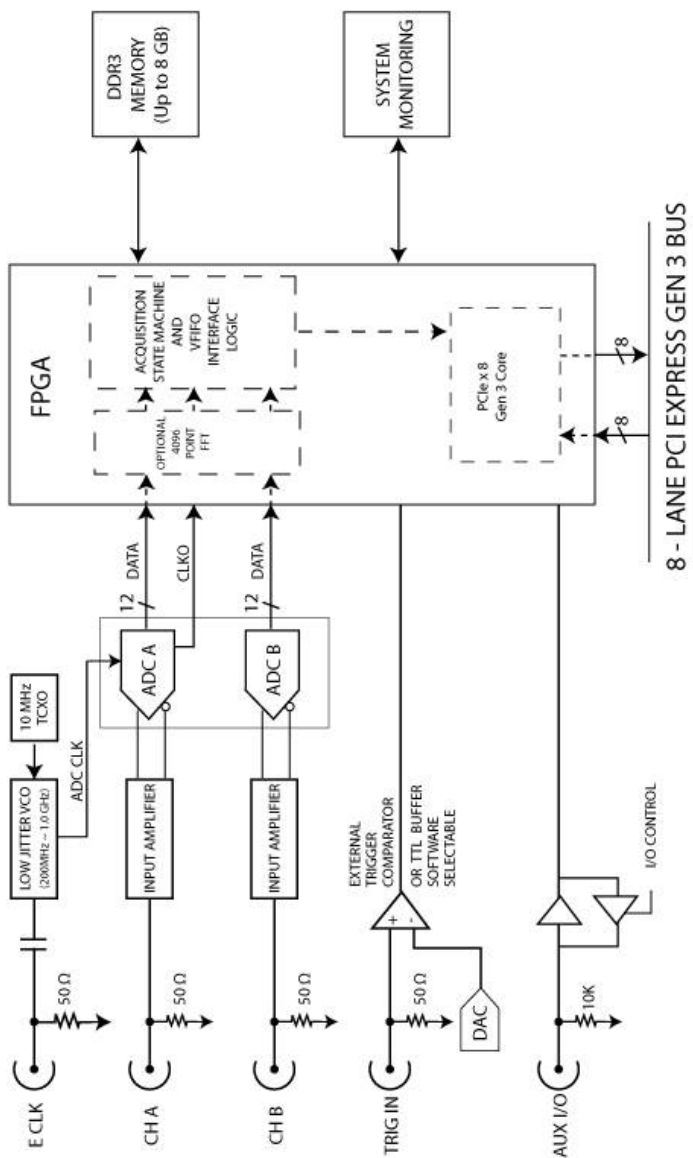 E CLK
50 Ω
LOW JITTER VCO
(200MHz – 1.0 GHz)
10 MHz
TCXO
ADC CLK
CH A
50 Ω
INPUT AMPLIFIER
ADC A
12
DATA
CLKO
CH B
50 Ω
INPUT AMPLIFIER
ADC B
12
DATA
TRIG IN
50 Ω
DAC
+
-
EXTERNAL
TRIGGER
COMPARATOR
OR TTL BUFFER
SOFTWARE
SELECTABLE
AUX I/O
10K
I/O CONTROL
FPGA
OPTIONAL
4096
POINT
FFT
ACQUISITION
STATE MACHINE
AND
VFIFO
INTERFACE
LOGIC
PCIe x 8
Gen 3 Core
8
8
8 - LANE PCI EXPRESS GEN 3 BUS
DDR3
MEMORY
(Up to 8 GB)
SYSTEM
MONITORING